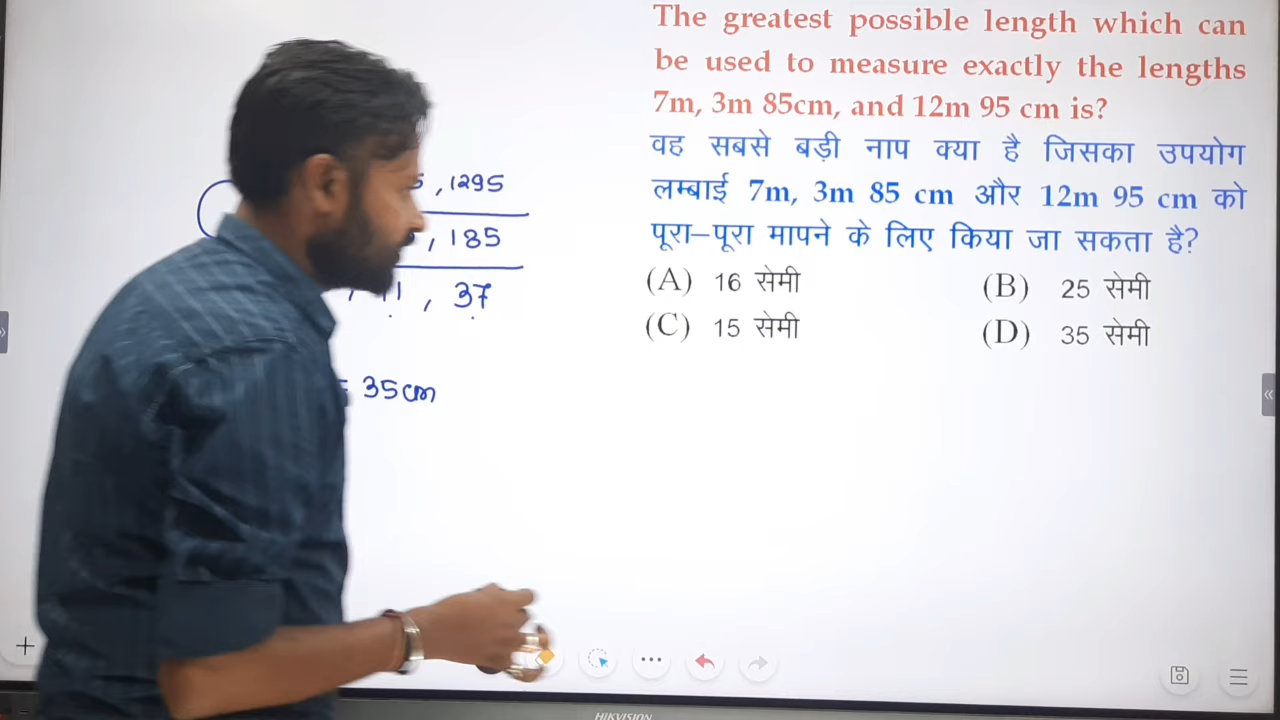 The greatest possible length which can
be used to measure exactly the lengths
7m, 3m 85cm, and 12m 95 cm is?
वह सबसे बड़ी नाप क्या है जिसका उपयोग
लम्बाई 7m, 3m 85 cm और 12m 95 cm को
पूरा–पूरा मापने के लिए किया जा सकता है?
(A) 16 सेमी (B) 25 सेमी
(C) 15 सेमी (D) 35 सेमी
, 1295
, 185
, 37
35cm
HIKVISION